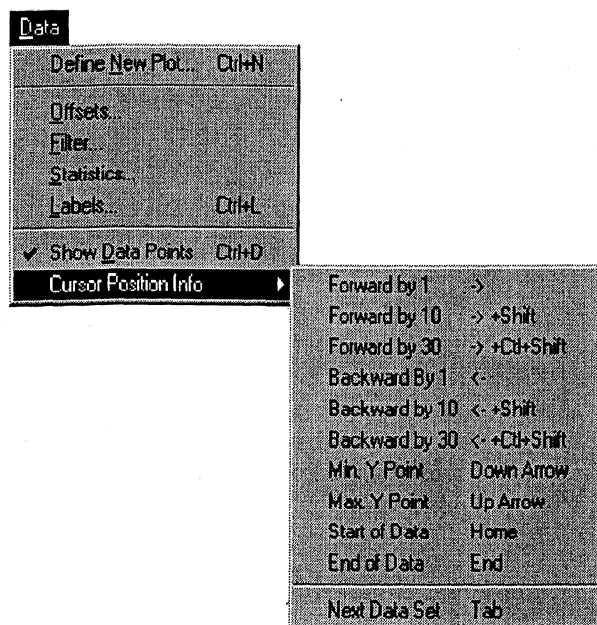 Data
Define New Plot... Ctrl+N
Offsets...
Filter...
Statistics...
Labels... Ctrl+L
✓ Show Data Points Ctrl+D
Cursor Position Info
Forward by 1 ->
Forward by 10 -> +Shift
Forward by 30 -> +Ctl+Shift
Backward By 1 <-
Backward by 10 <- +Shift
Backward by 30 <- +Ctl+Shift
Min. Y Point Down Arrow
Max. Y Point Up Arrow
Start of Data Home
End of Data End
Next Data Set Tab